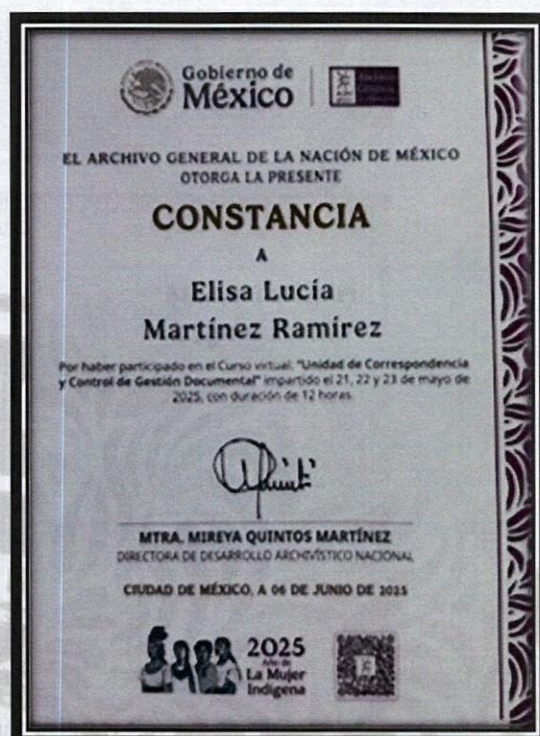 Gobierno de
México
EL ARCHIVO GENERAL DE LA NACIÓN DE MÉXICO
OTORGA LA PRESENTE
CONSTANCIA
A
Elisa Lucía
Martínez Ramírez
Por haber participado en el Curso virtual: "Unidad de Correspondencia
y Control de Gestión Documental" impartido el 21, 22 y 23 de mayo de
2025, con duración de 12 horas.
MTRA. MIREYA QUINTOS MARTÍNEZ
DIRECTORA DE DESARROLLO ARCHIVÍSTICO NACIONAL
CIUDAD DE MÉXICO, A 06 DE JUNIO DE 2025
2025
Año de
La Mujer
Indígena